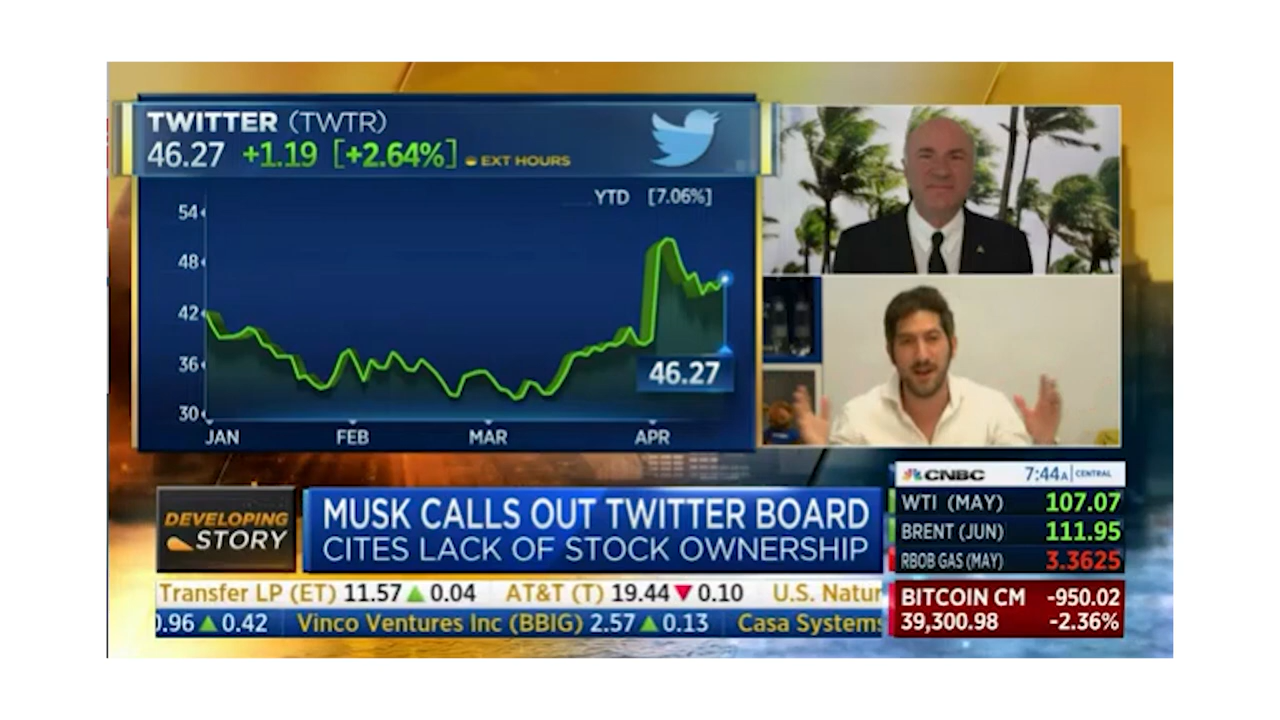 TWITTER (TWTR)
46.27 +1.19 [+2.64%] EXT HOURS
YTD [7.06%]
54
48
42
36
30
46.27
JAN FEB MAR APR
DEVELOPING
STORY
MUSK CALLS OUT TWITTER BOARD
CITES LACK OF STOCK OWNERSHIP
CNBC 7:44A | CENTRAL
WTI (MAY) 107.07
BRENT (JUN) 111.95
RBOB GAS (MAY) 3.3625
BITCOIN CM -950.02
39,300.98 -2.36%
Transfer LP (ET) 11.57 ▲ 0.04 AT&T (T) 19.44 ▼ 0.10 U.S. Natur
0.96 ▲ 0.42 Vinco Ventures Inc (BBIG) 2.57 ▲ 0.13 Casa Systems